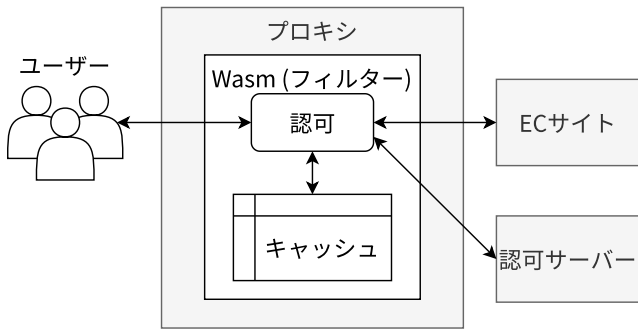 プロキシ
ユーザー
Wasm (フィルター)
認可
ECサイト
キャッシュ
認可サーバー